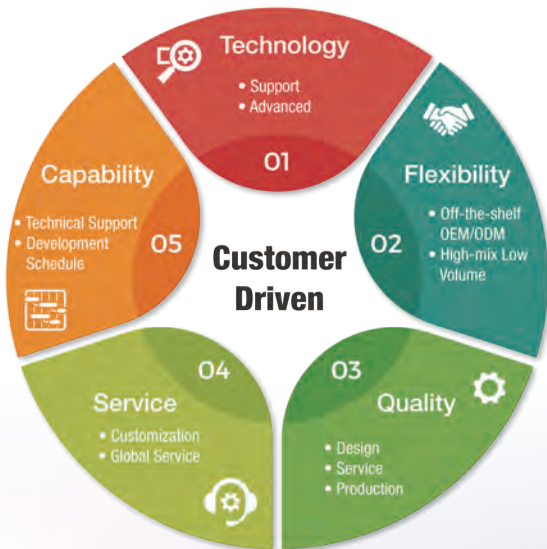 Technology
• Support
• Advanced
01
Flexibility
• Off-the-shelf
OEM/ODM
• High-mix Low
Volume
02
Quality
• Design
• Service
• Production
03
Service
• Customization
• Global Service
04
Capability
• Technical Support
• Development
Schedule
05
Customer
Driven